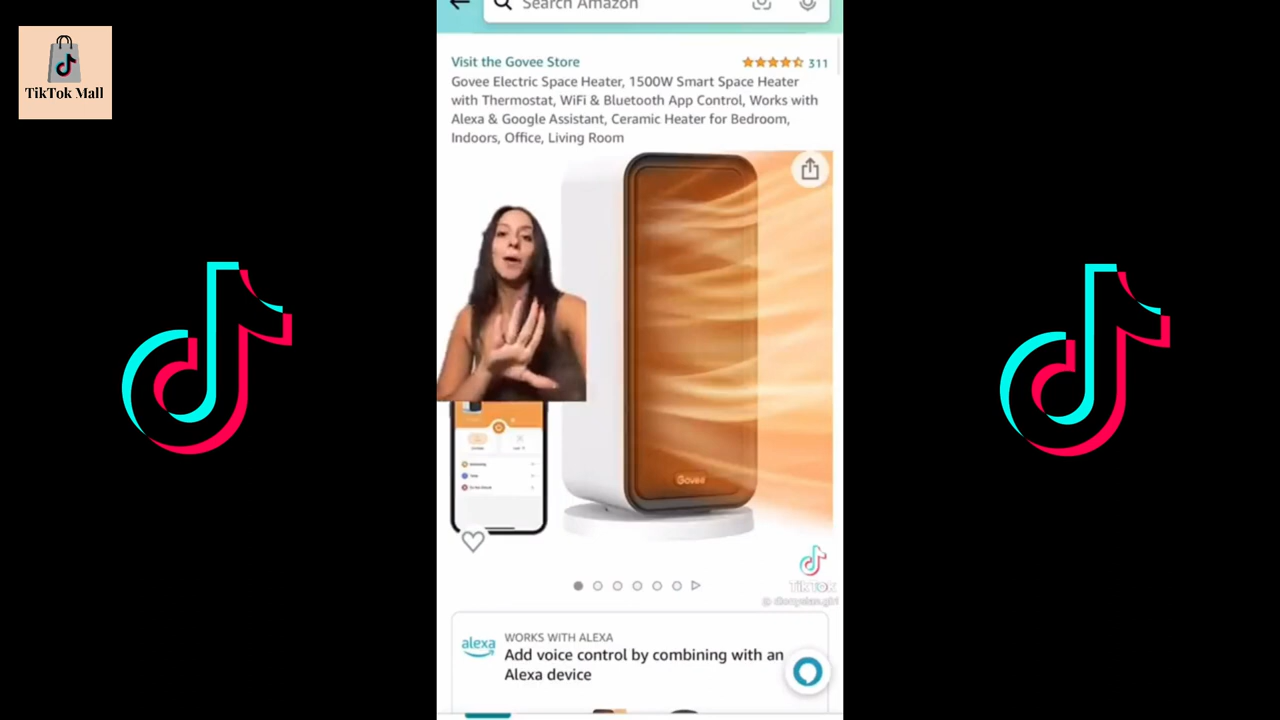 TikTok Mall
Search Amazon
Visit the Govee Store
311
Govee Electric Space Heater, 1500W Smart Space Heater
with Thermostat, WiFi & Bluetooth App Control, Works with
Alexa & Google Assistant, Ceramic Heater for Bedroom,
Indoors, Office, Living Room
Govee
TikTok
alexa
WORKS WITH ALEXA
Add voice control by combining with an
Alexa device